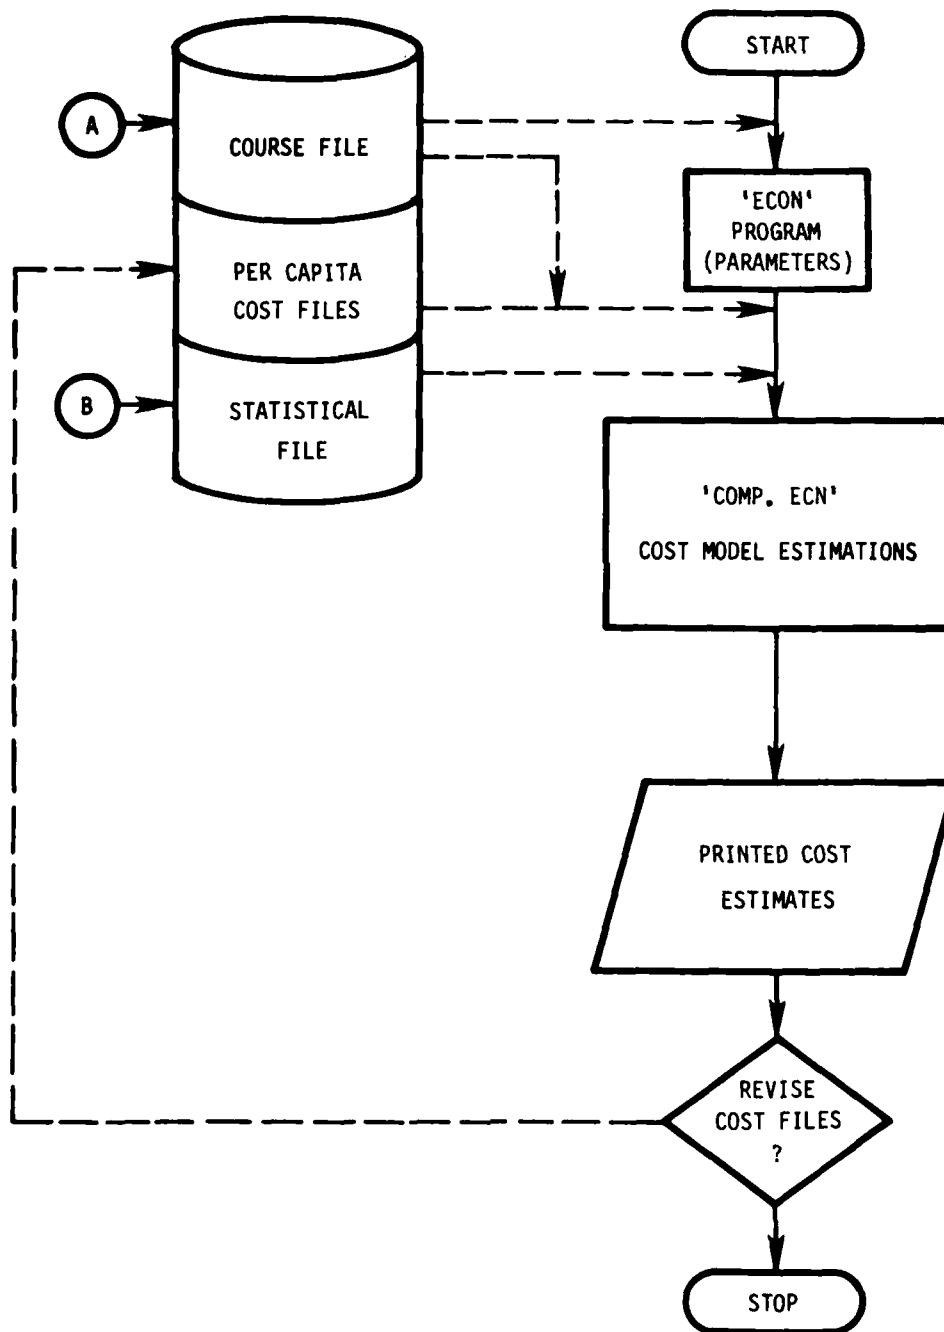 START
A
COURSE FILE
'ECON'
PROGRAM
(PARAMETERS)
PER CAPITA
COST FILES
B
STATISTICAL
FILE
'COMP. ECN'
COST MODEL ESTIMATIONS
PRINTED COST
ESTIMATES
REVISE
COST FILES
?
STOP